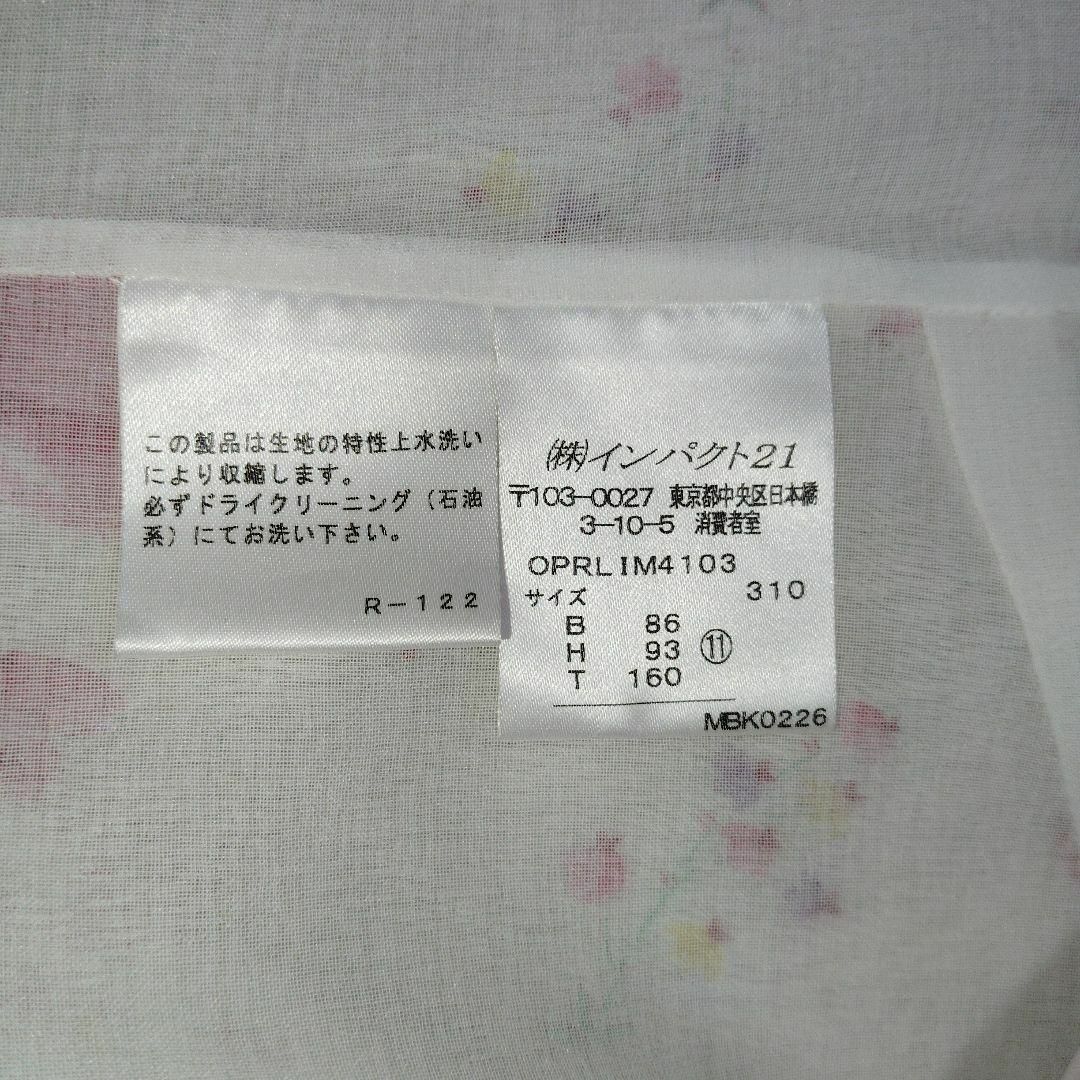 この製品は生地の特性上水洗い
により収縮します。
必ずドライクリーニング（石油
系）にてお洗い下さい。
R-122
㈱インパクト21
〒103-0027 東京都中央区日本橋
3-10-5 消費者室
OPRLIM4103
サイズ 310
B 86
H 93 ⑪
T 160
MBK0226